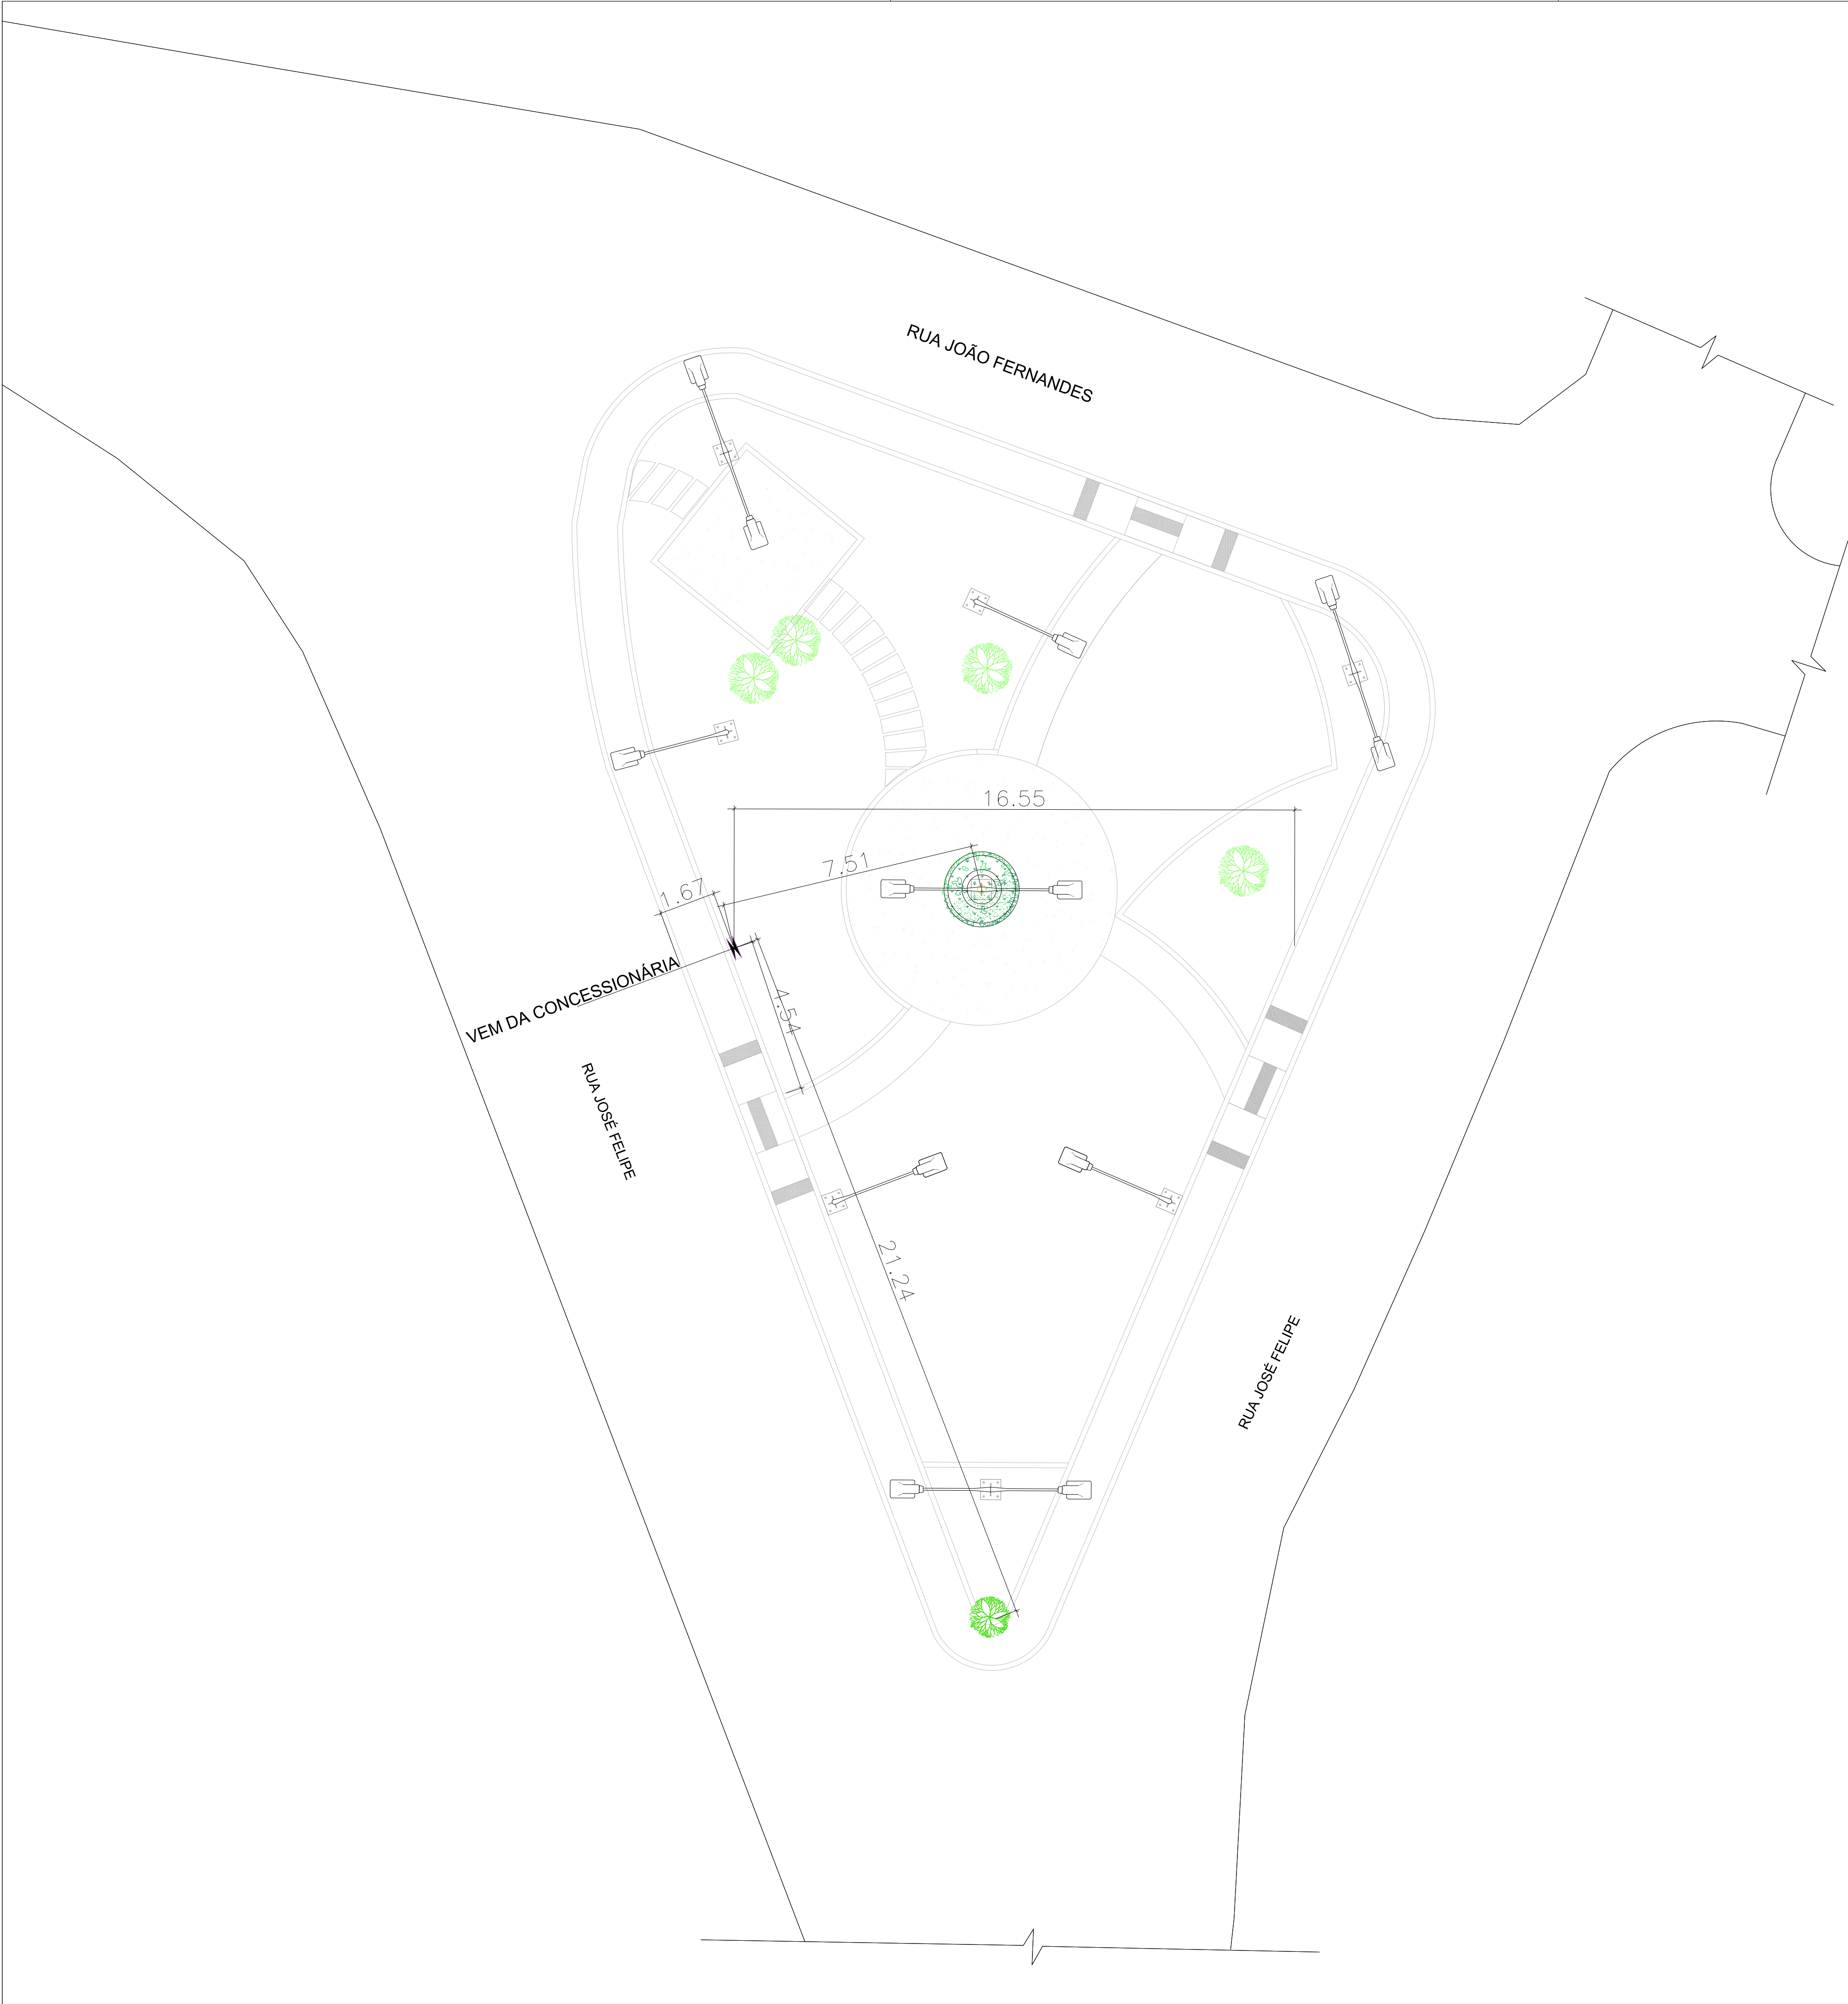 RUA JOÃO FERNANDES
16.55
7.51
1.67
VEM DA CONCESSIONÁRIA
4.54
RUA JOSÉ FELIPE
21.24
RUA JOSÉ FELIPE